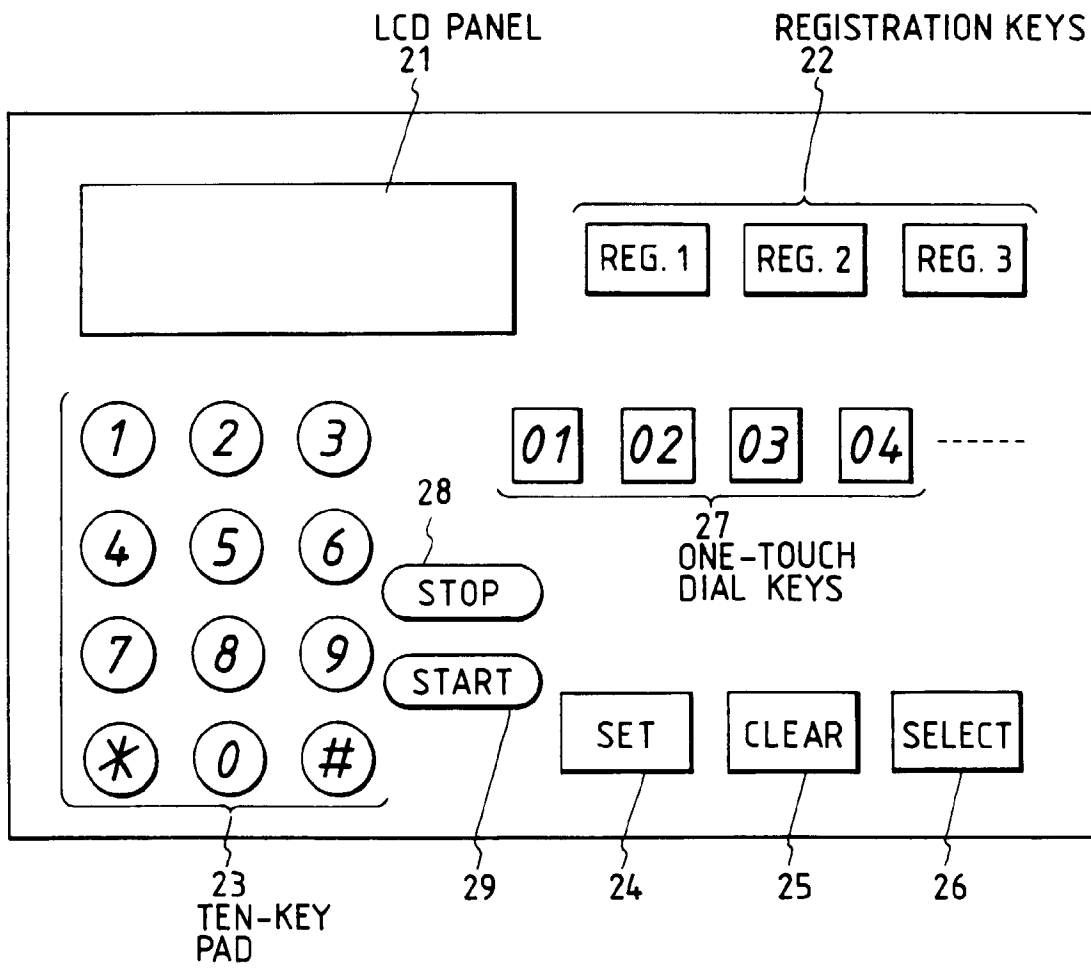 LCD PANEL
21
REGISTRATION KEYS
22
REG. 1 REG. 2 REG. 3
1 2 3
01 02 03 04
28
27
ONE-TOUCH
DIAL KEYS
4 5 6
STOP
7 8 9
START
SET CLEAR SELECT
* 0 #
23
TEN-KEY
PAD
29
24
25
26